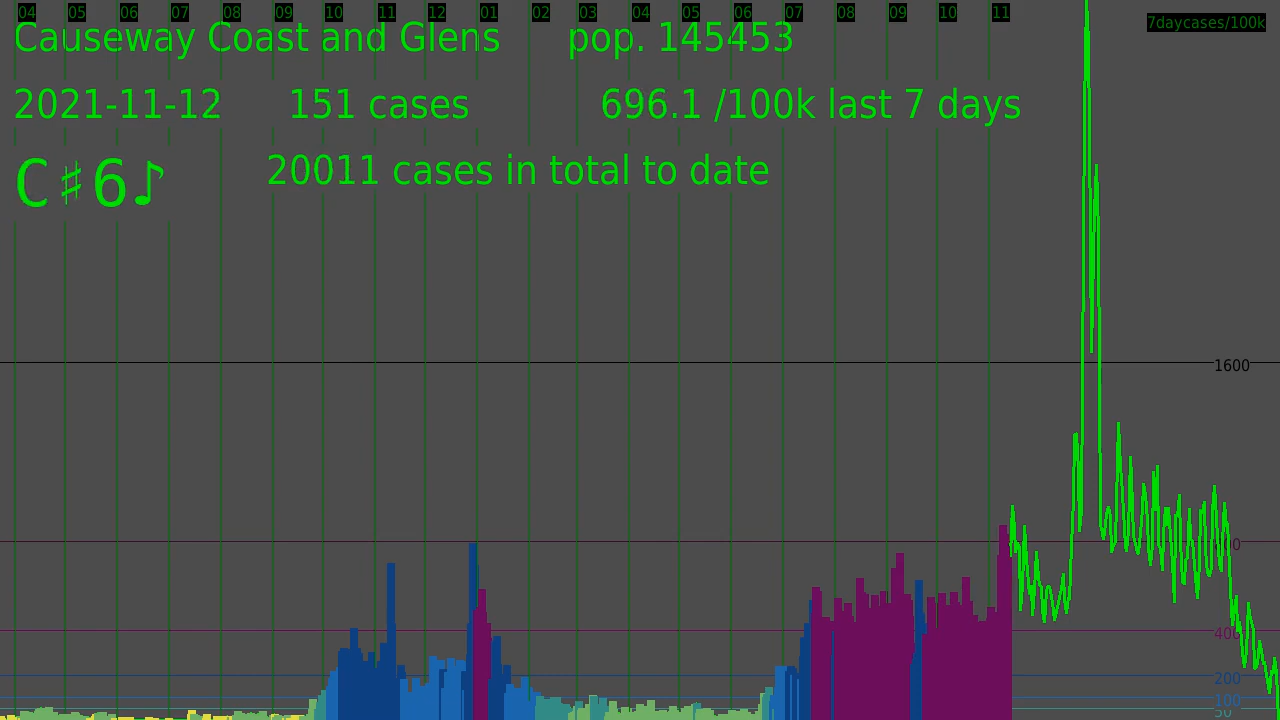 04 05 06 07 08 09 10 11 12 01 02 03 04 05 06 07 08 09 10 11
7daycases/100k
Causeway Coast and Glens pop. 145453
2021-11-12 151 cases 696.1 /100k last 7 days
C♯6♪ 20011 cases in total to date
1600
400
200
100
50